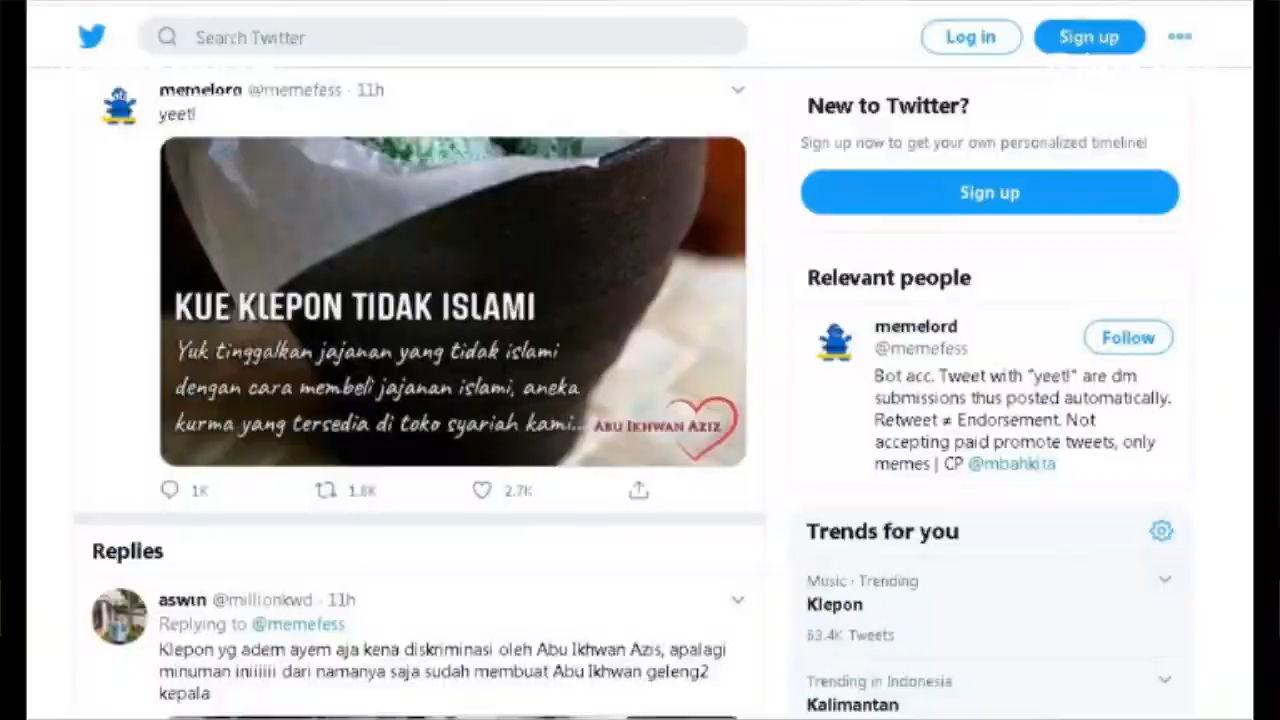 Search Twitter
Log in
Sign up
memelord @memefess · 11h
yeet!
KUE KLEPON TIDAK ISLAMI
Yuk tinggalkan jajanan yang tidak islami
dengan cara membeli jajanan islami, aneka
kurma yang tersedia di toko syariah kami...
ABU IKHWAN AZIZ
1K
1.8K
2.7K
Replies
aswin @millionkwd · 11h
Replying to @memefess
Klepon yg adem ayem aja kena diskriminasi oleh Abu Ikhwan Azis, apalagi
minuman iniiiiii dari namanya saja sudah membuat Abu Ikhwan geleng2
kepala
New to Twitter?
Sign up now to get your own personalized timeline!
Sign up
Relevant people
memelord
@memefess
Follow
Bot acc. Tweet with "yeet!" are dm
submissions thus posted automatically.
Retweet ≠ Endorsement. Not
accepting paid promote tweets, only
memes | CP @mbahkita
Trends for you
Music · Trending
Klepon
63.4K Tweets
Trending in Indonesia
Kalimantan